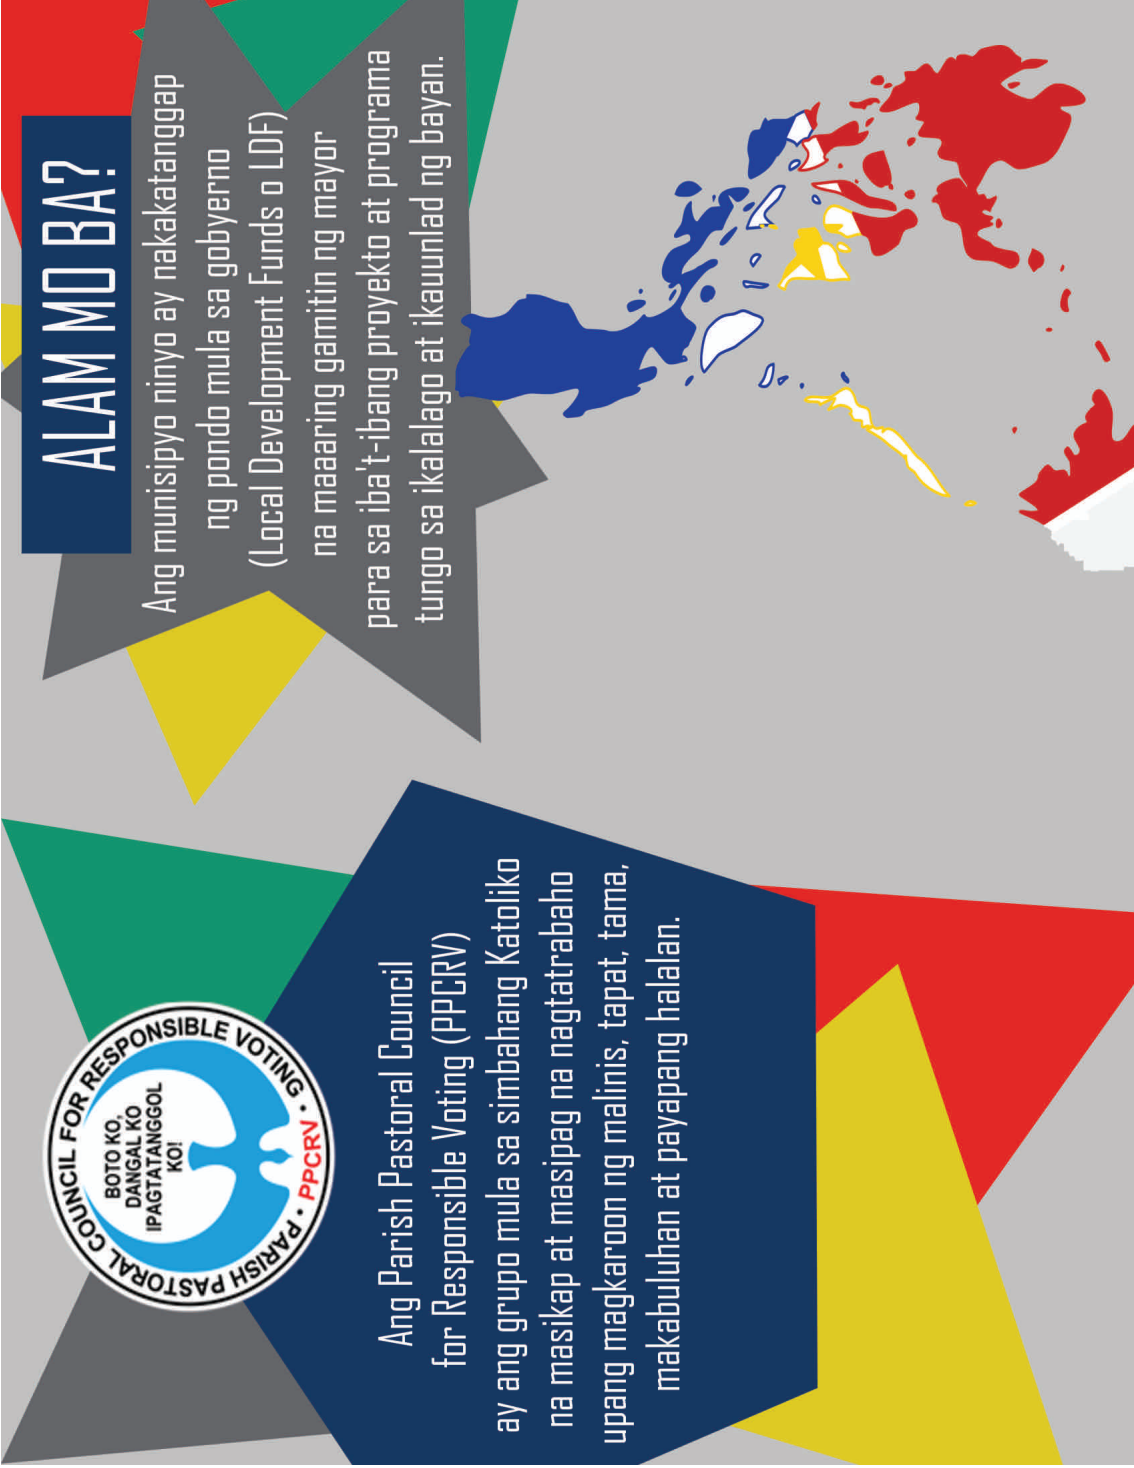 PARISH PASTORAL COUNCIL FOR RESPONSIBLE VOTING • PPCRV •
BOTO KO,
DANGAL KO
IPAGTATANGGOL
KO!
Ang Parish Pastoral Council
for Responsible Voting (PPCRV)
ay ang grupo mula sa simbahang Katoliko
na masikap at masipag na nagtatrabaho
upang magkaroon ng malinis, tapat, tama,
makabuluhan at payapang halalan.
ALAM MO BA?
Ang munisipyo ninyo ay nakakatanggap
ng pondo mula sa gobyerno
(Local Development Funds o LDF)
na maaaring gamitin ng mayor
para sa iba't-ibang proyekto at programa
tungo sa ikalalago at ikauunlad ng bayan.